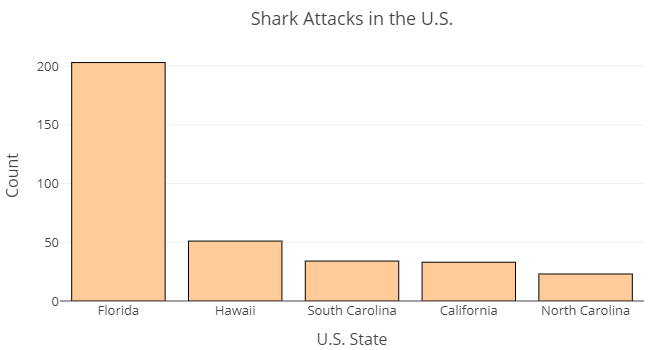 Shark Attacks in the U.S.
Count
200
150
100
50
0
Florida Hawaii South Carolina California North Carolina
U.S. State